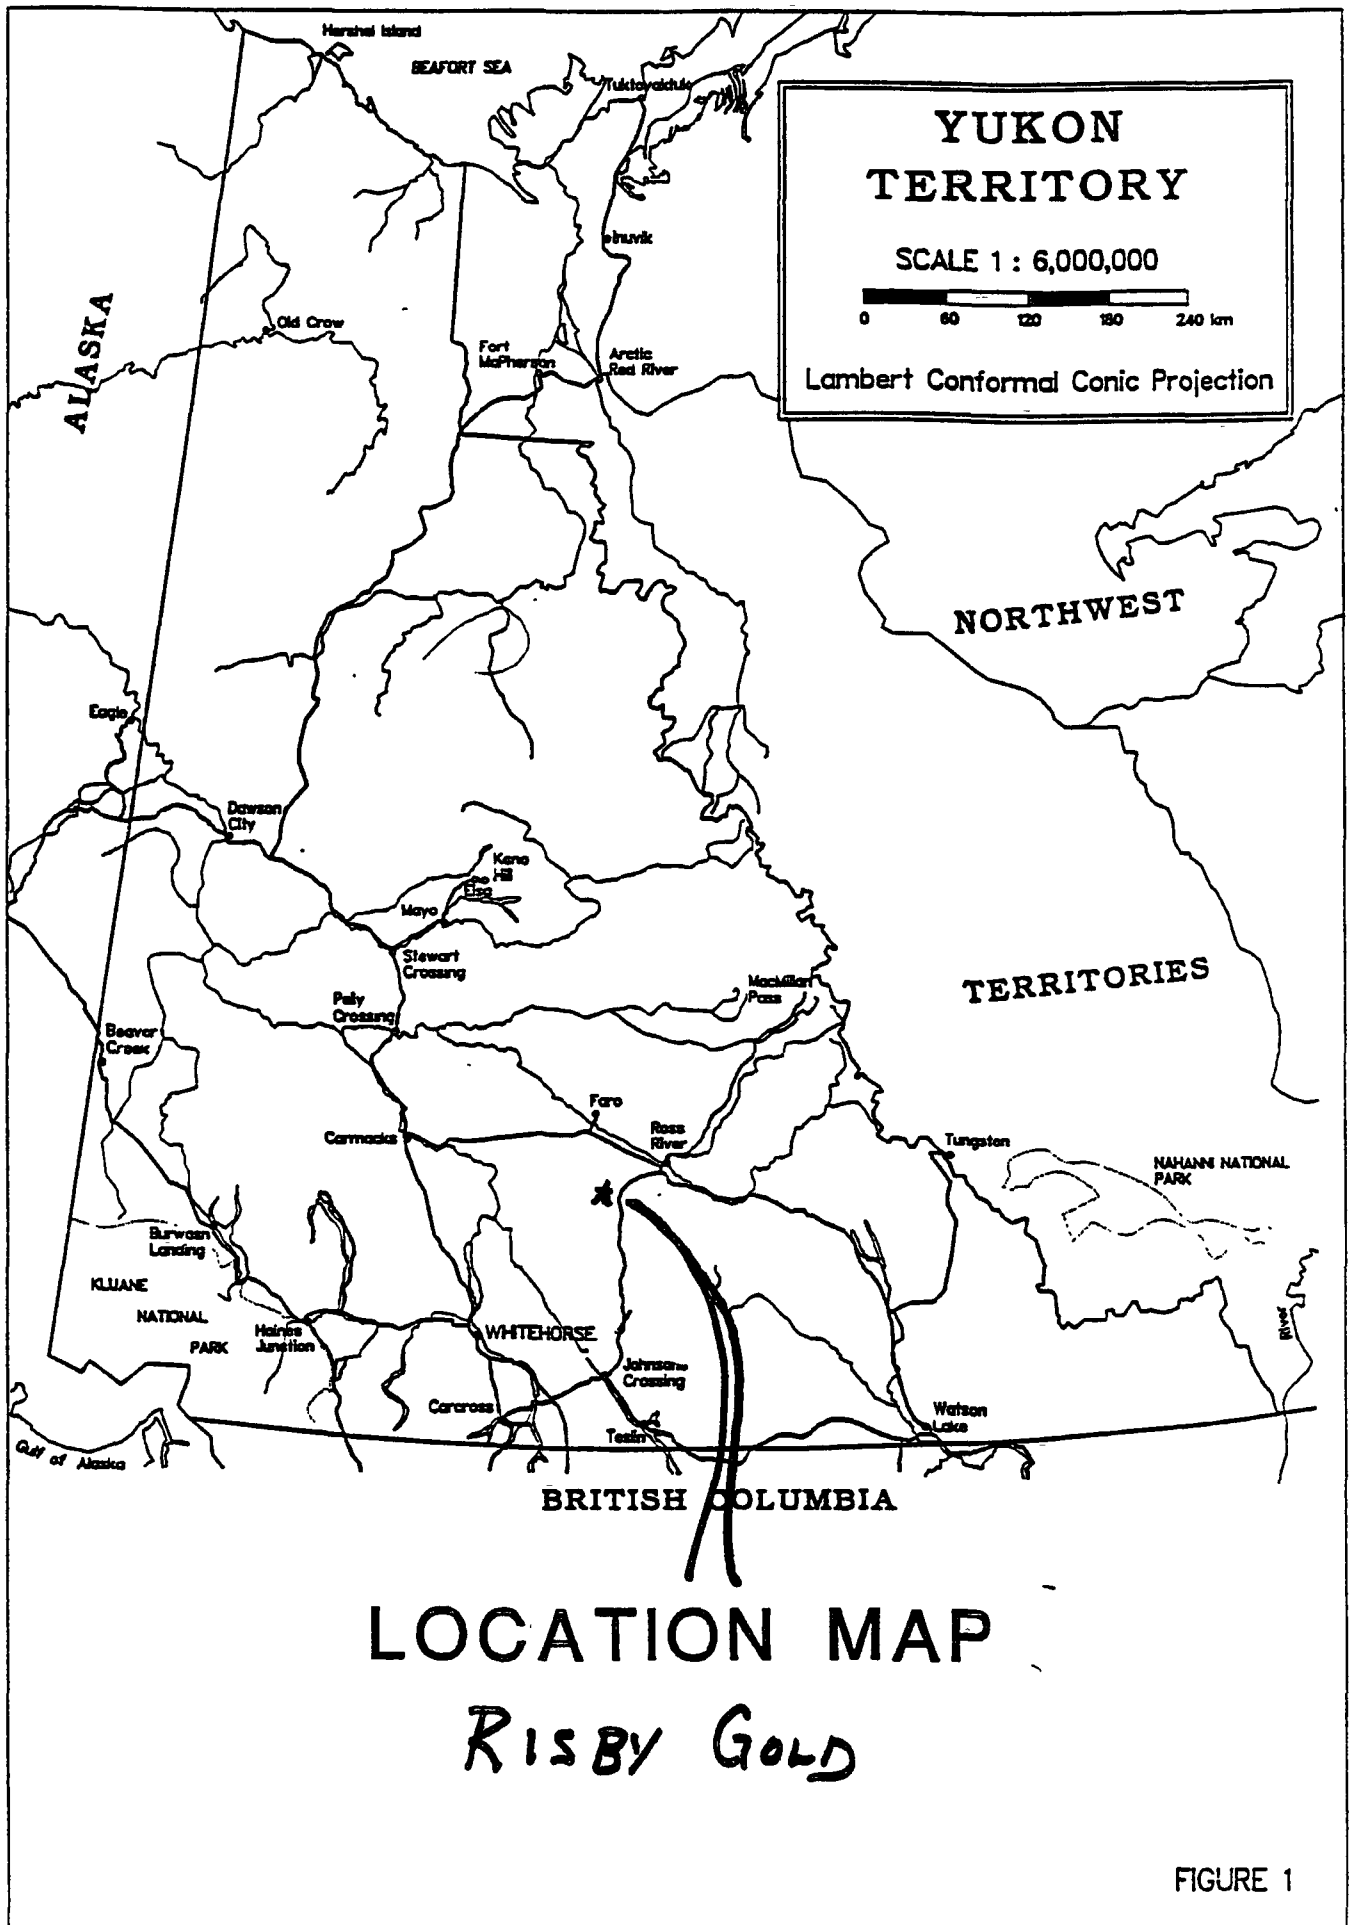 Hershel Island
BEAFORT SEA
Tuktoyaktuk
YUKON
TERRITORY
SCALE 1 : 6,000,000
0 60 120 180 240 km
Lambert Conformal Conic Projection
Inuvik
ALASKA
Old Crow
Fort
McPherson
Arctic
Red River
NORTHWEST
Eagle
Dawson
City
Keno
Hill
Elsa
Mayo
Stewart
Crossing
TERRITORIES
MacMillan
Pass
Pelly
Crossing
Beaver
Creek
Faro
Ross
River
Carmacks
Tungsten
NAHANNI NATIONAL
PARK
Burwash
Landing
KLUANE
NATIONAL
PARK
Haines
Junction
WHITEHORSE
River
Johnsons
Crossing
Carcross
Teslin
Watson
Lake
Gulf of Alaska
BRITISH COLUMBIA
LOCATION MAP
RISBY GOLD
FIGURE 1